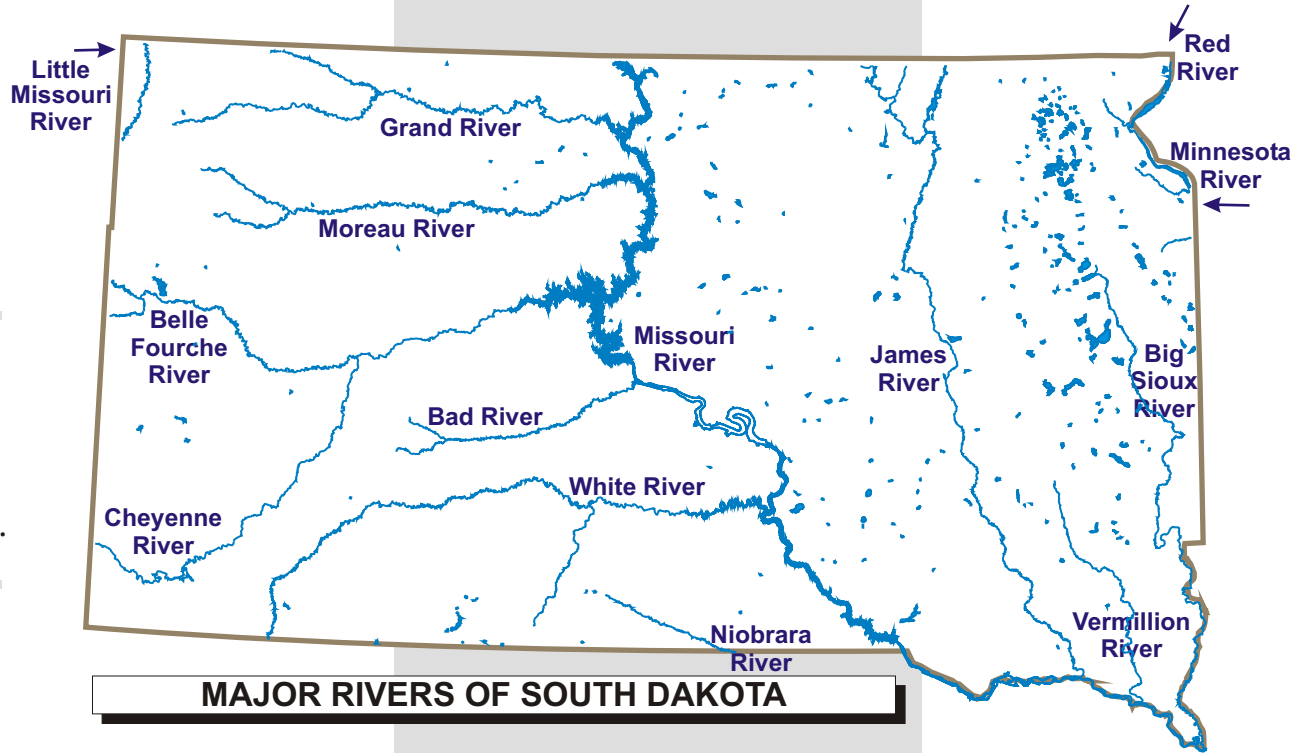 Little
Missouri
River
Red
River
Grand River
Minnesota
River
Moreau River
Belle
Fourche
River
Missouri
River
James
River
Big
Sioux
River
Bad River
White River
Cheyenne
River
Niobrara
River
Vermillion
River
MAJOR RIVERS OF SOUTH DAKOTA